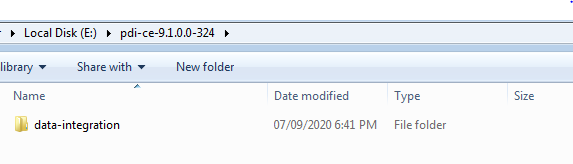 Local Disk (E:) pdi-ce-9.1.0.0-324
library Share with New folder
Name Date modified Type Size
data-integration 07/09/2020 6:41 PM File folder